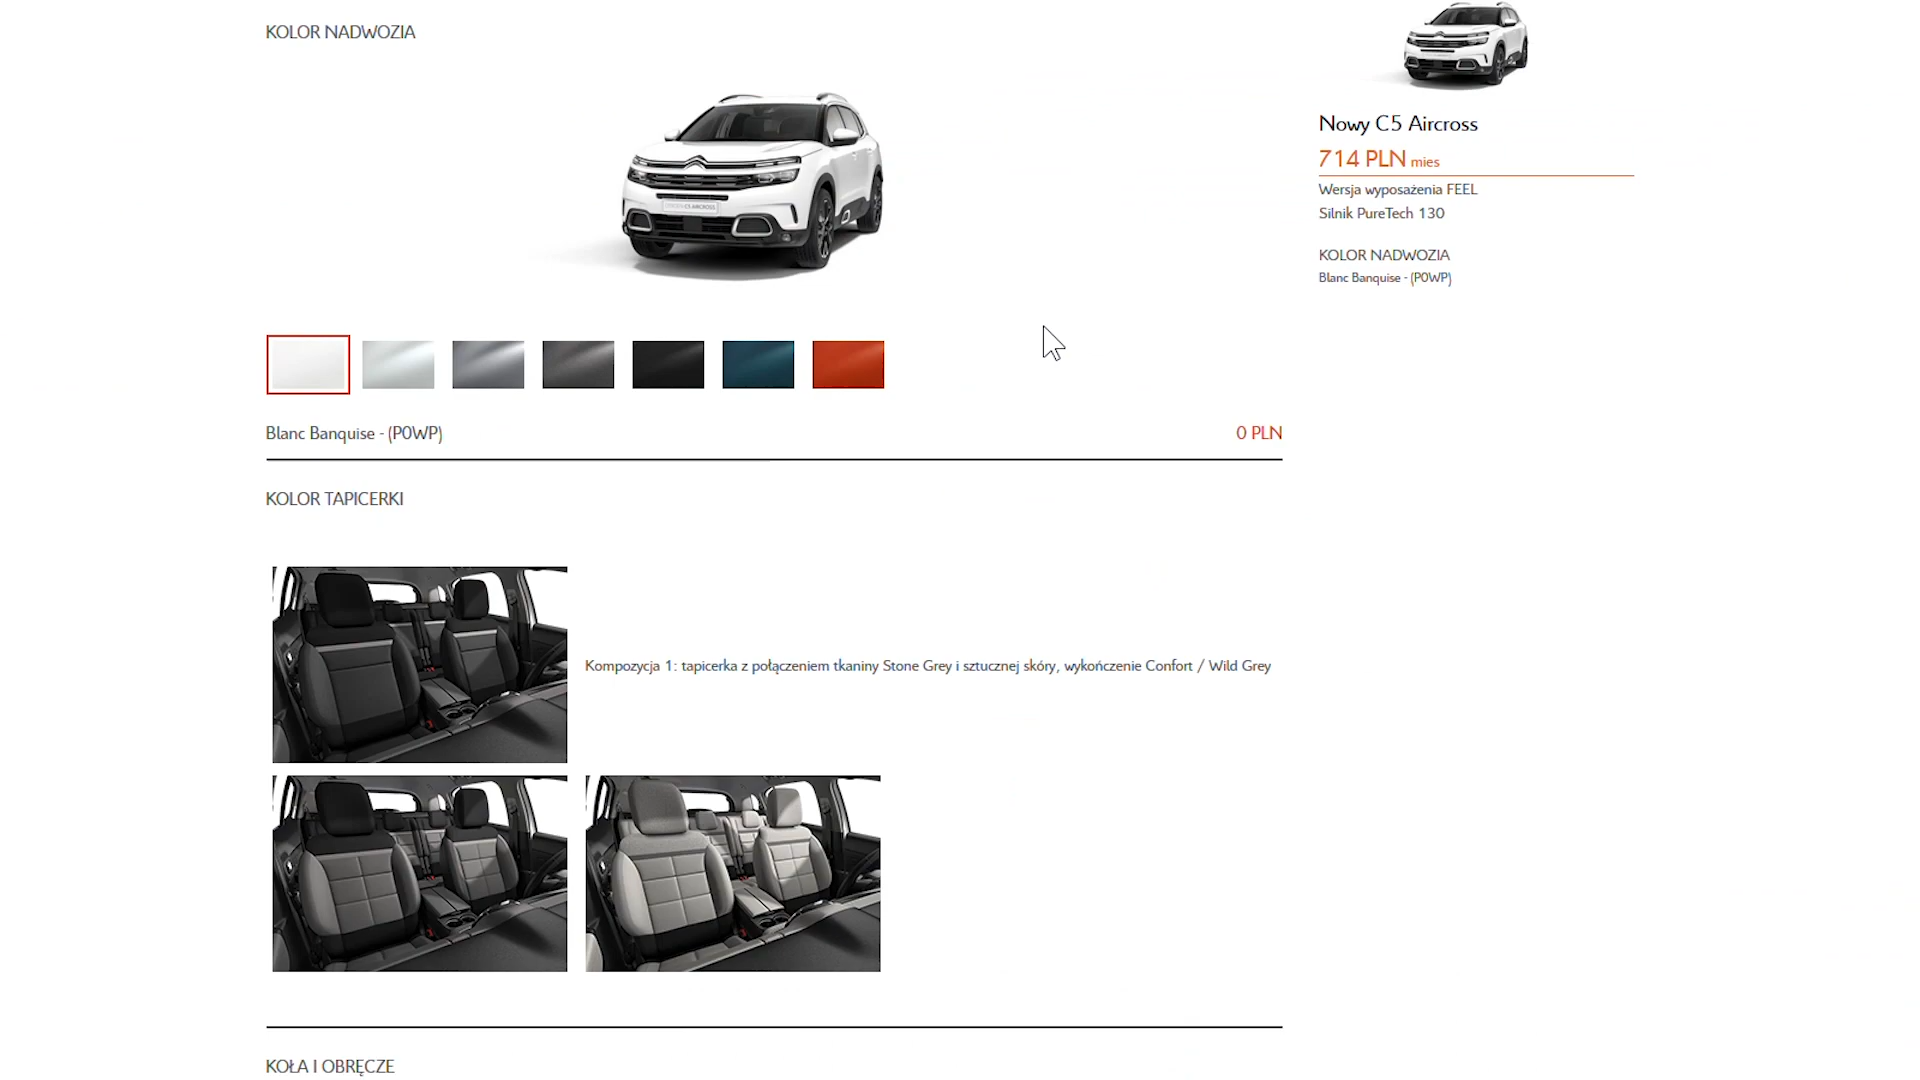 KOLOR NADWOZIA
Nowy C5 Aircross
714 PLN mies
Wersja wyposażenia FEEL
Silnik PureTech 130
KOLOR NADWOZIA
Blanc Banquise - (P0WP)
Blanc Banquise - (P0WP)
0 PLN
KOLOR TAPICERKI
Kompozycja 1: tapicerka z połączeniem tkaniny Stone Grey i sztucznej skóry, wykończenie Confort / Wild Grey
KOŁA I OBRĘCZE